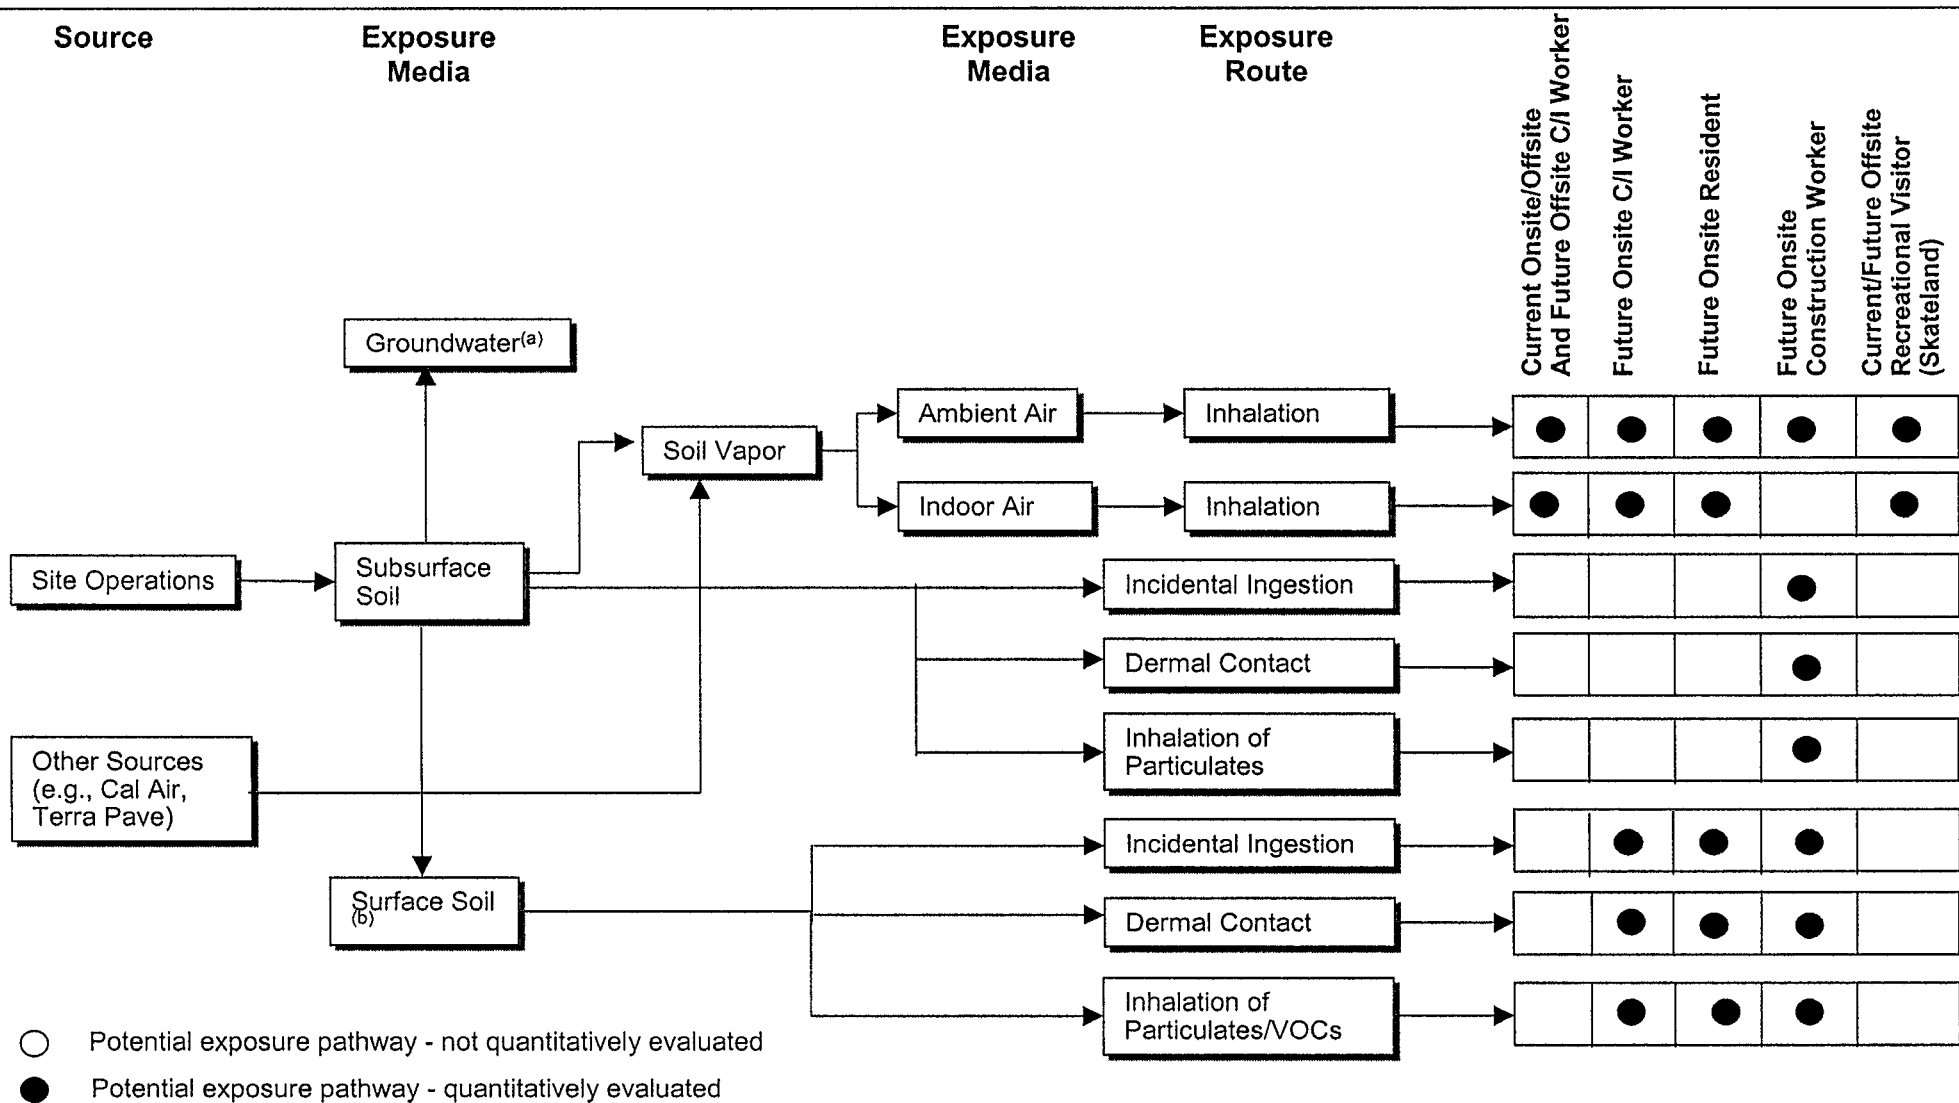 Source
Exposure
Media
Exposure
Media
Exposure
Route
Current Onsite/Offsite
And Future Offsite C/I Worker
Future Onsite C/I Worker
Future Onsite Resident
Future Onsite
Construction Worker
Current/Future Offsite
Recreational Visitor
(Skateland)
Groundwater(a)
Ambient Air
Inhalation
Soil Vapor
Indoor Air
Inhalation
Site Operations
Subsurface
Soil
Incidental Ingestion
Dermal Contact
Inhalation of
Particulates
Other Sources
(e.g., Cal Air,
Terra Pave)
Incidental Ingestion
Surface Soil
(b)
Dermal Contact
Inhalation of
Particulates/VOCs
Potential exposure pathway - not quantitatively evaluated
Potential exposure pathway - quantitatively evaluated